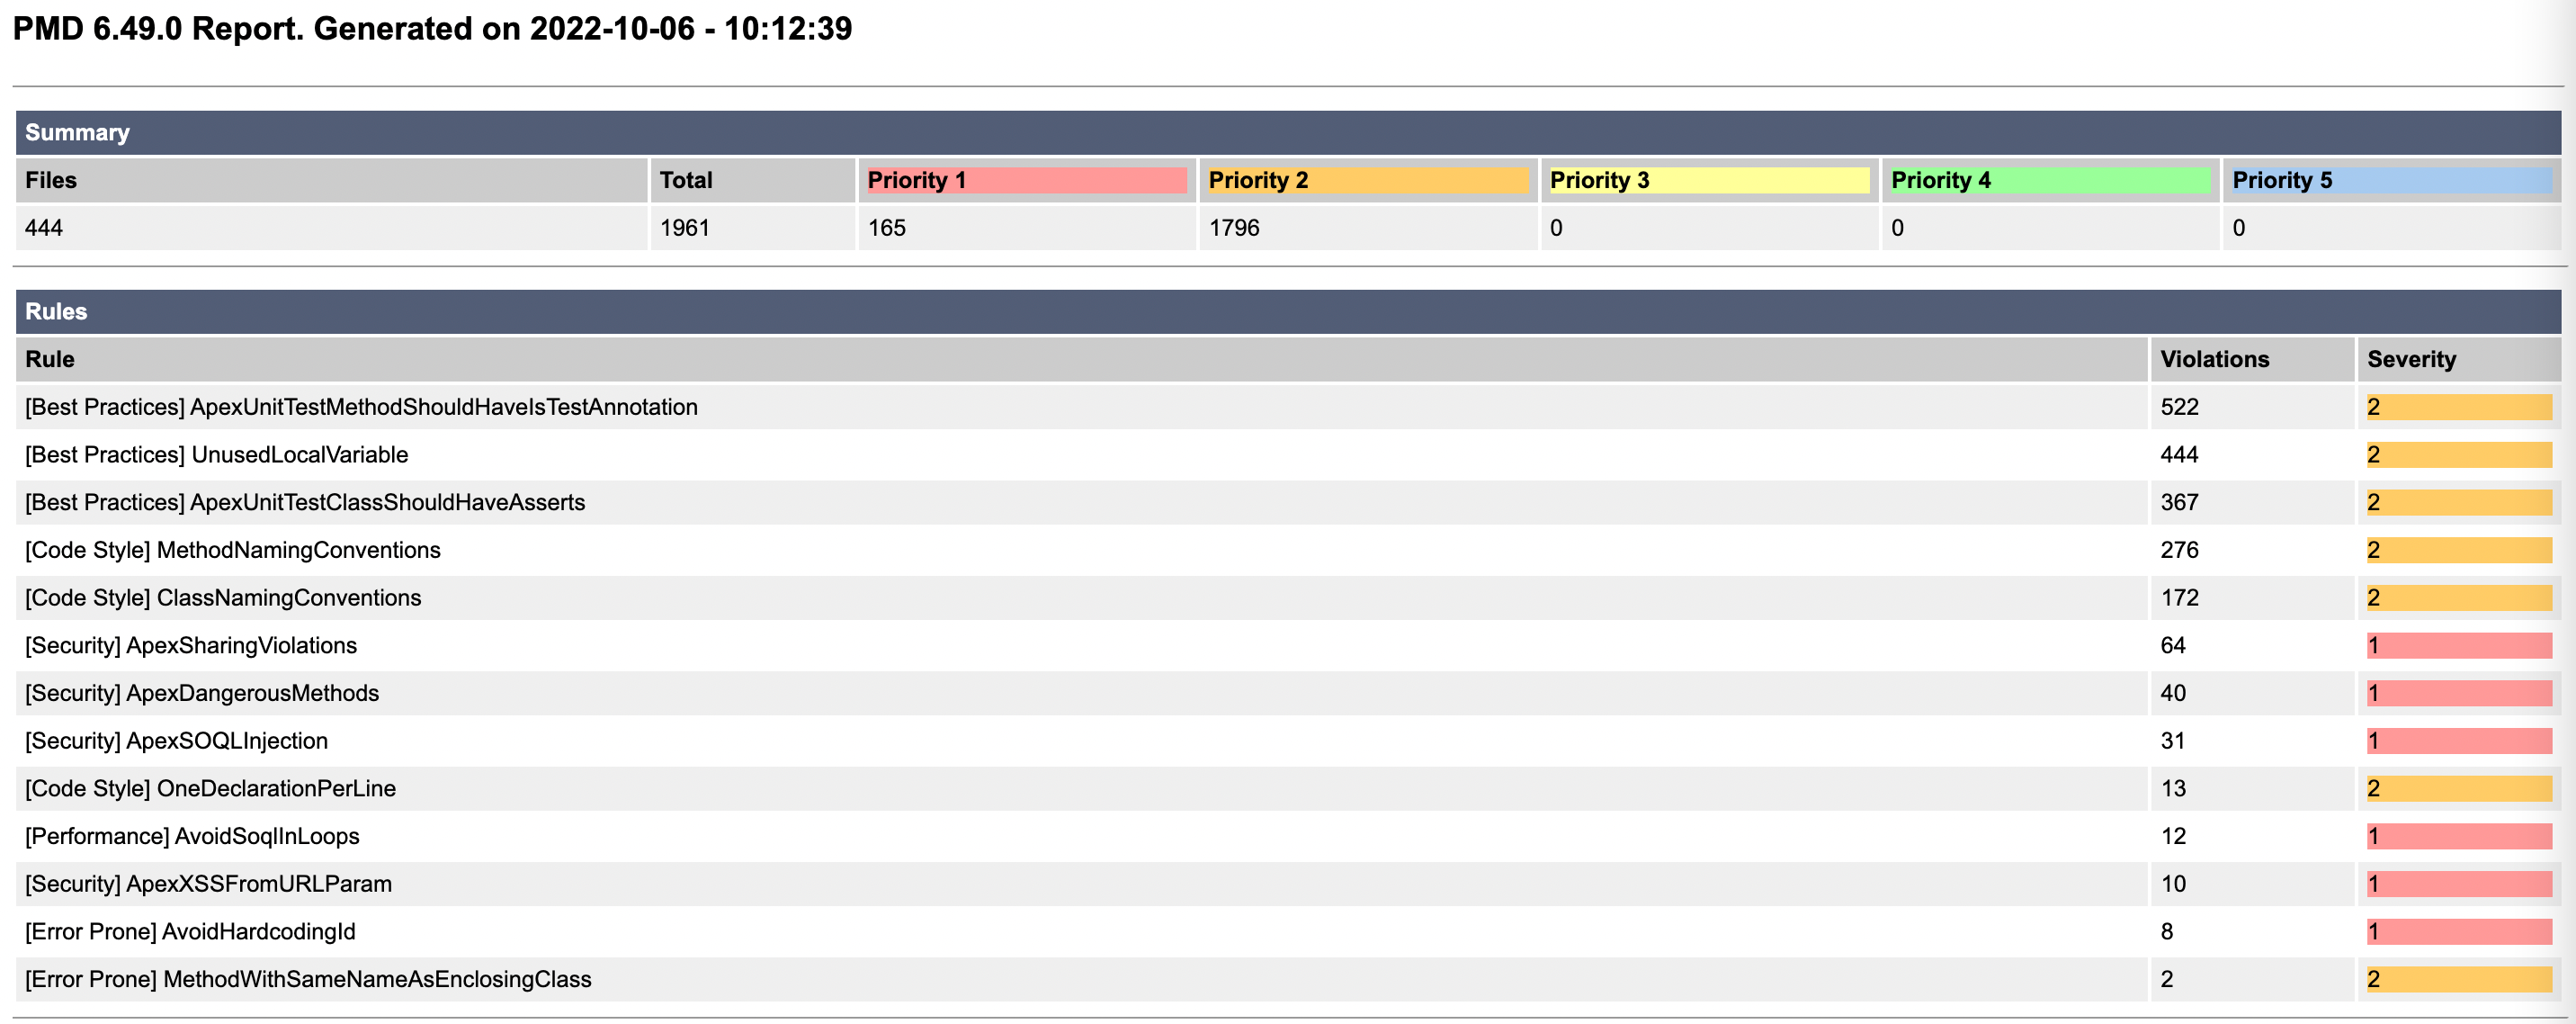 PMD 6.49.0 Report. Generated on 2022-10-06 - 10:12:39
Summary
Files Total Priority 1 Priority 2 Priority 3 Priority 4 Priority 5
444 1961 165 1796 0 0 0
Rules
Rule Violations Severity
[Best Practices] ApexUnitTestMethodShouldHaveIsTestAnnotation 522 2
[Best Practices] UnusedLocalVariable 444 2
[Best Practices] ApexUnitTestClassShouldHaveAsserts 367 2
[Code Style] MethodNamingConventions 276 2
[Code Style] ClassNamingConventions 172 2
[Security] ApexSharingViolations 64 1
[Security] ApexDangerousMethods 40 1
[Security] ApexSOQLInjection 31 1
[Code Style] OneDeclarationPerLine 13 2
[Performance] AvoidSoqlInLoops 12 1
[Security] ApexXSSFromURLParam 10 1
[Error Prone] AvoidHardcodingId 8 1
[Error Prone] MethodWithSameNameAsEnclosingClass 2 2